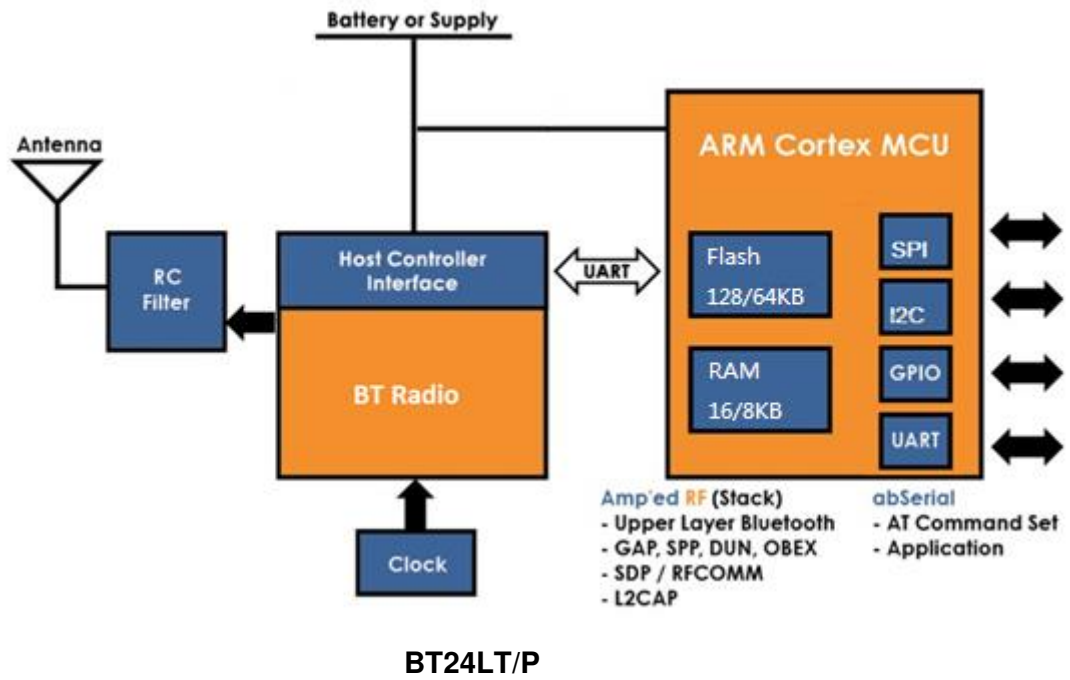 Battery or Supply
Antenna
RC
Filter
Host Controller
Interface
BT Radio
UART
Clock
ARM Cortex MCU
Flash
128/64KB
RAM
16/8KB
SPI
I2C
GPIO
UART
Amp'ed RF (Stack)
- Upper Layer Bluetooth
- GAP, SPP, DUN, OBEX
- SDP / RFCOMM
- L2CAP
abSerial
- AT Command Set
- Application
BT24LT/P